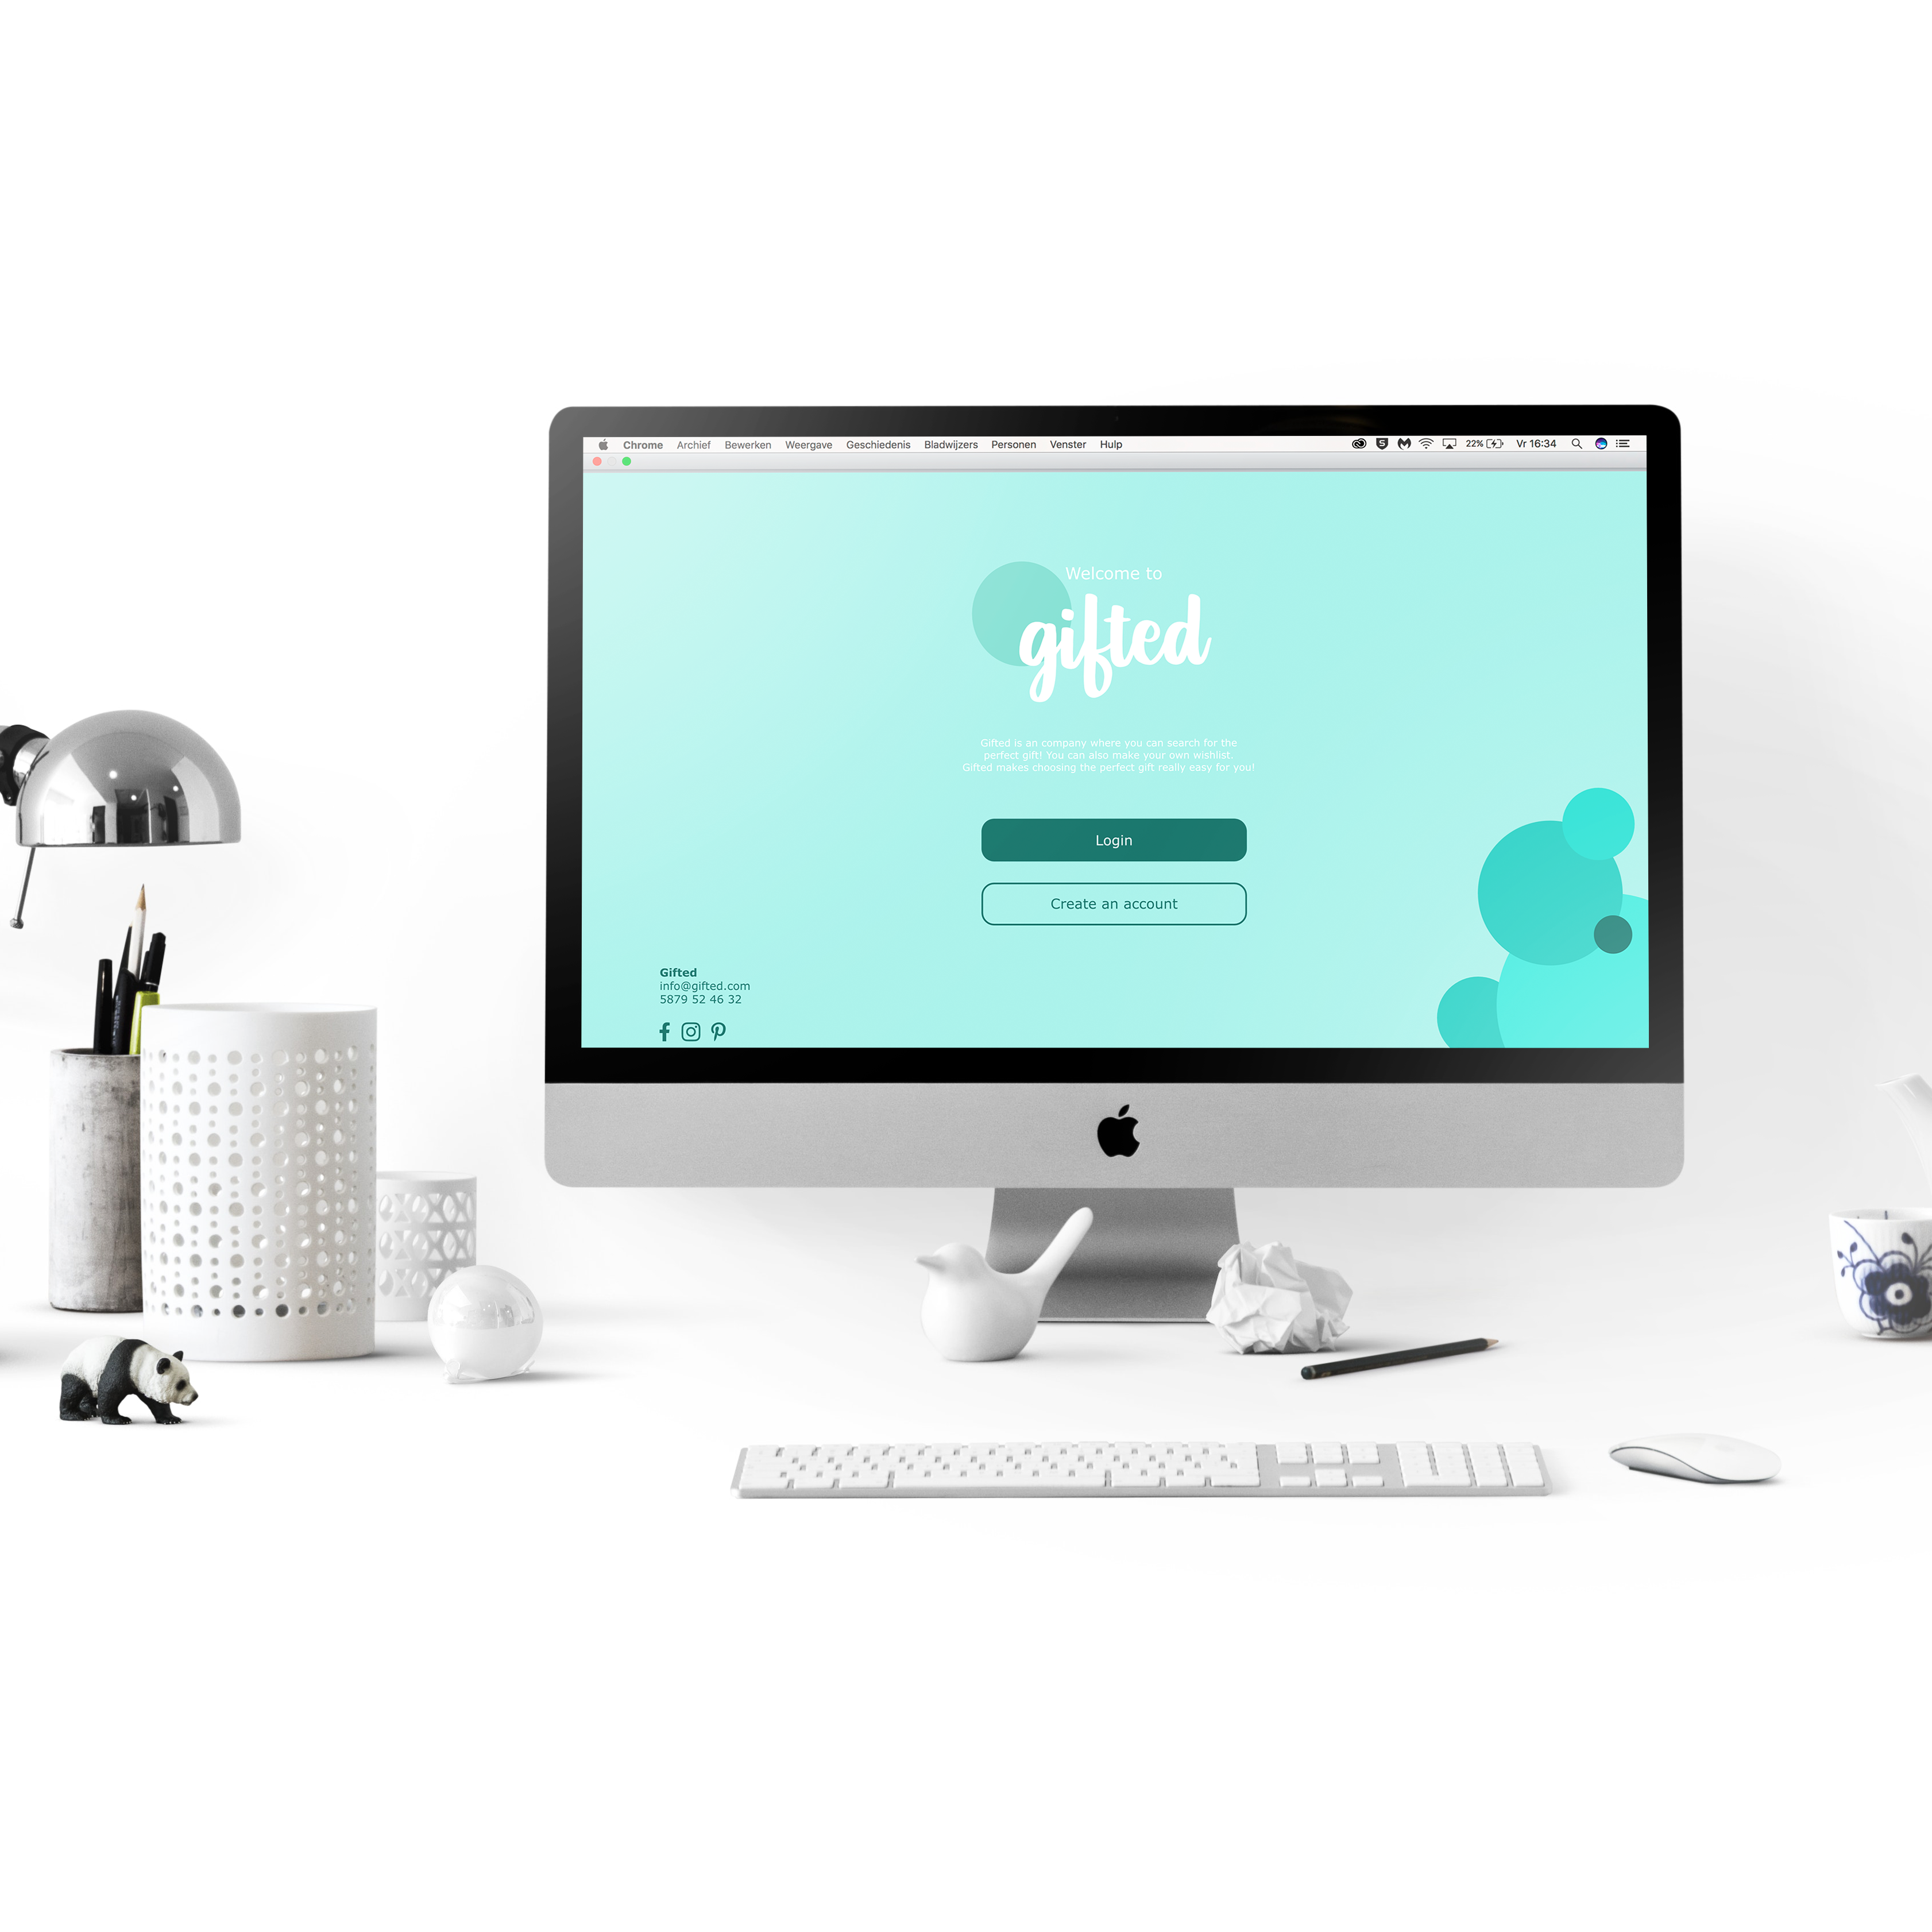 Chrome Archief Bewerken Weergave Geschiedenis Bladwijzers Personen Venster Hulp 22% Vr 16:34
Welcome to
gifted
Gifted is an company where you can search for the
perfect gift! You can also make your own wishlist.
Gifted makes choosing the perfect gift really easy for you!
Login
Create an account
Gifted
info@gifted.com
5879 52 46 32